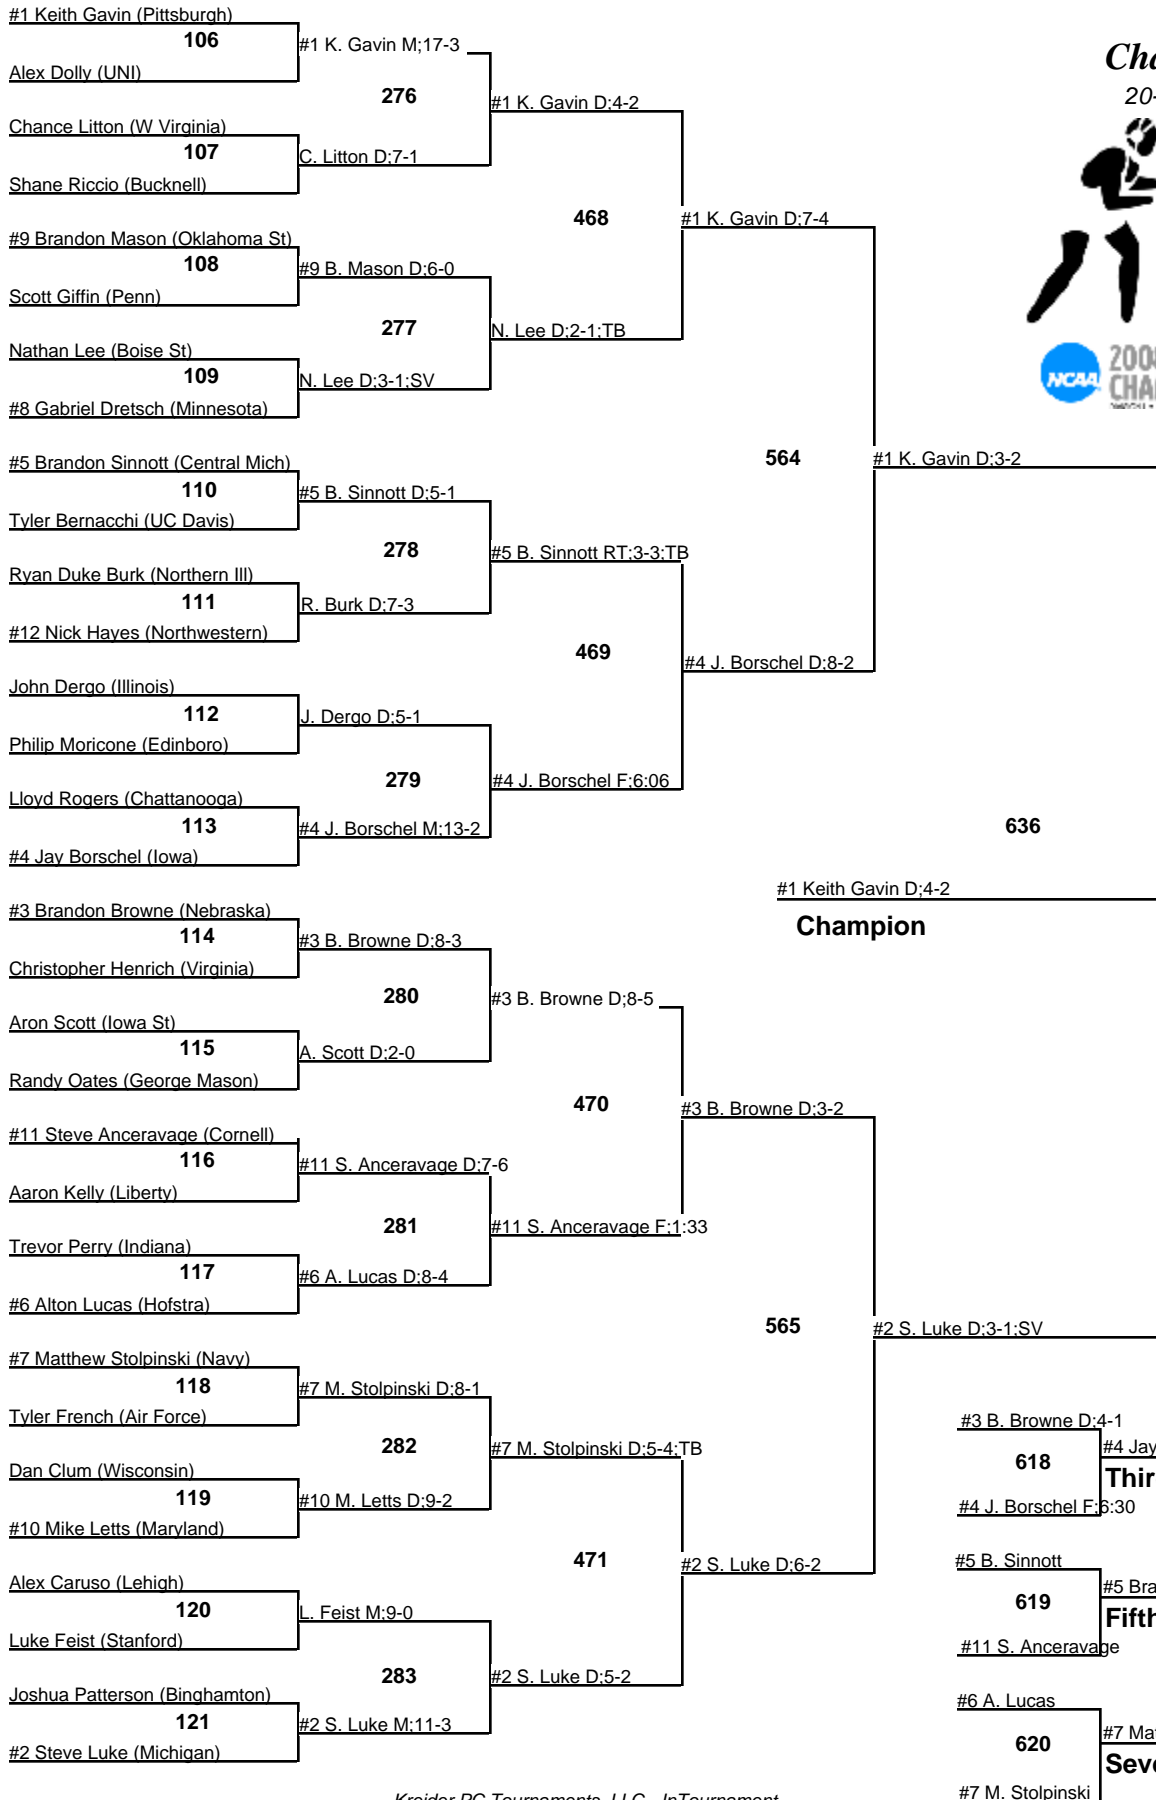 #1 Keith Gavin (Pittsburgh)
106
Alex Dolly (UNI)
#1 K. Gavin M;17-3
276
Chance Litton (W Virginia)
107
Shane Riccio (Bucknell)
C. Litton D;7-1
#1 K. Gavin D;4-2
468
#9 Brandon Mason (Oklahoma St)
108
Scott Giffin (Penn)
#9 B. Mason D;6-0
277
Nathan Lee (Boise St)
109
#8 Gabriel Dretsch (Minnesota)
N. Lee D;3-1;SV
N. Lee D;2-1;TB
#1 K. Gavin D;7-4
564
#5 Brandon Sinnott (Central Mich)
110
Tyler Bernacchi (UC Davis)
#5 B. Sinnott D;5-1
278
Ryan Duke Burk (Northern Ill)
111
#12 Nick Hayes (Northwestern)
R. Burk D;7-3
#5 B. Sinnott RT;3-3;TB
469
John Dergo (Illinois)
112
Philip Moricone (Edinboro)
J. Dergo D;5-1
279
Lloyd Rogers (Chattanooga)
113
#4 Jay Borschel (Iowa)
#4 J. Borschel M;13-2
#4 J. Borschel F;6:06
#4 J. Borschel D;8-2
#1 K. Gavin D;3-2
636
#1 Keith Gavin D;4-2
Champion
#3 Brandon Browne (Nebraska)
114
Christopher Henrich (Virginia)
#3 B. Browne D;8-3
280
Aron Scott (Iowa St)
115
Randy Oates (George Mason)
A. Scott D;2-0
#3 B. Browne D;8-5
470
#11 Steve Anceravage (Cornell)
116
Aaron Kelly (Liberty)
#11 S. Anceravage D;7-6
281
Trevor Perry (Indiana)
117
#6 Alton Lucas (Hofstra)
#6 A. Lucas D;8-4
#11 S. Anceravage F;1:33
#3 B. Browne D;3-2
565
#7 Matthew Stolpinski (Navy)
118
Tyler French (Air Force)
#7 M. Stolpinski D;8-1
282
Dan Clum (Wisconsin)
119
#10 Mike Letts (Maryland)
#10 M. Letts D;9-2
#7 M. Stolpinski D;5-4;TB
471
Alex Caruso (Lehigh)
120
Luke Feist (Stanford)
L. Feist M;9-0
283
Joshua Patterson (Binghamton)
121
#2 Steve Luke (Michigan)
#2 S. Luke M;11-3
#2 S. Luke D;5-2
#2 S. Luke D;6-2
#2 S. Luke D;3-1;SV
#3 B. Browne D;4-1
618
#4 J. Borschel F;6:30
#4 Jay
Thir
#5 B. Sinnott
619
#11 S. Anceravage
#5 Bra
Fifth
#6 A. Lucas
620
#7 M. Stolpinski
#7 Mat
Seve
Cha
20-
NCAA
2008
CHA